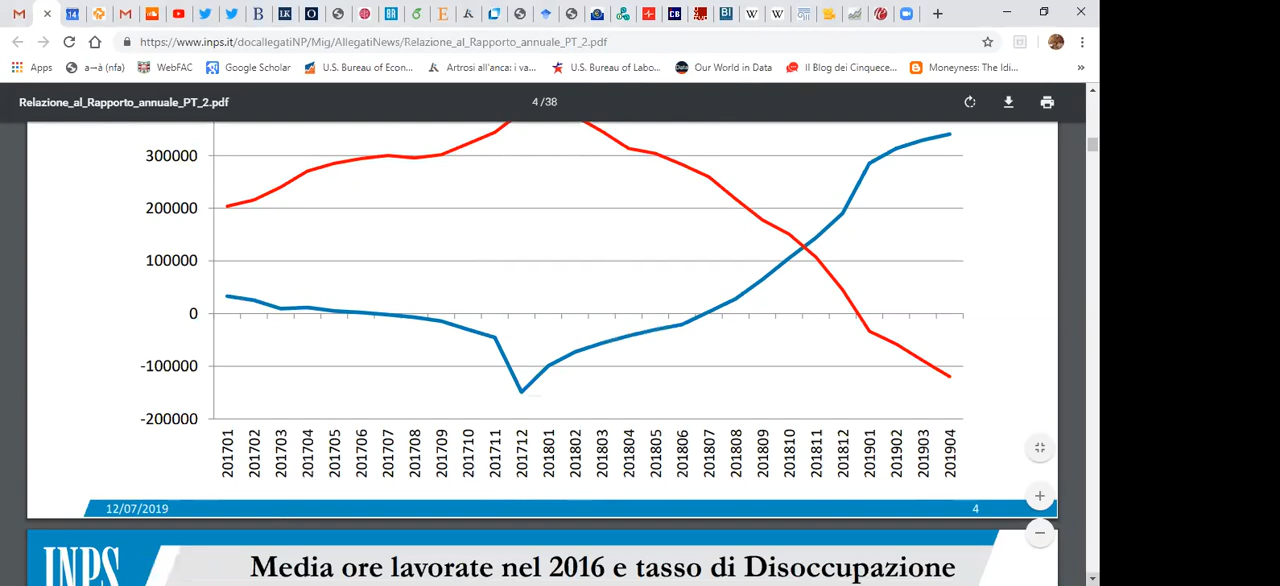 https://www.inps.it/docallegatiNP/Mig/AllegatiNews/Relazione_al_Rapporto_annuale_PT_2.pdf
Apps a→à (nfa) WebFAC Google Scholar U.S. Bureau of Econ... Artrosi all'anca: i va... U.S. Bureau of Labo... Our World in Data Il Blog dei Cinquece... Moneyness: The Idi... »
Relazione_al_Rapporto_annuale_PT_2.pdf 4 / 38
300000
200000
100000
0
-100000
-200000
201701 201702 201703 201704 201705 201706 201707 201708 201709 201710 201711 201712 201801 201802 201803 201804 201805 201806 201807 201808 201809 201810 201811 201812 201901 201902 201903 201904
12/07/2019 4
INPS Media ore lavorate nel 2016 e tasso di Disoccupazione